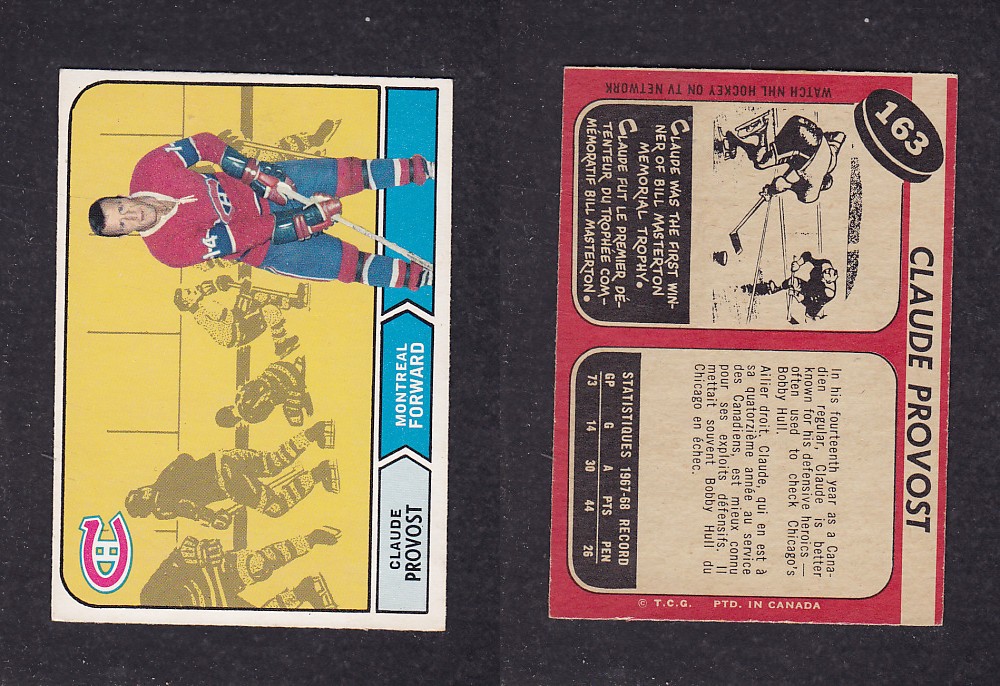 MONTREAL
FORWARD
CLAUDE
PROVOST
14
CH
163
CLAUDE PROVOST
WATCH NHL HOCKEY ON TV NETWORK
CLAUDE WAS THE FIRST WIN-
NER OF BILL MASTERTON
MEMORIAL TROPHY.
CLAUDE FUT LE PREMIER DÉ-
TENTEUR DU TROPHÉE COM-
MÉMORATIF BILL MASTERTON.
In his fourteenth year as a Cana-
dien regular, Claude is better
known for his defensive heroics —
often used to check Chicago's
Bobby Hull.
Ailier droit, Claude, qui en est à
sa quatorzième année au service
des Canadiens, est mieux connu
pour ses exploits défensifs. Il
mettait souvent Bobby Hull du
Chicago en échec.
STATISTIQUES 1967-68 RECORD
GP G A PTS PEN
73 14 30 44 26
© T.C.G. PTD. IN CANADA